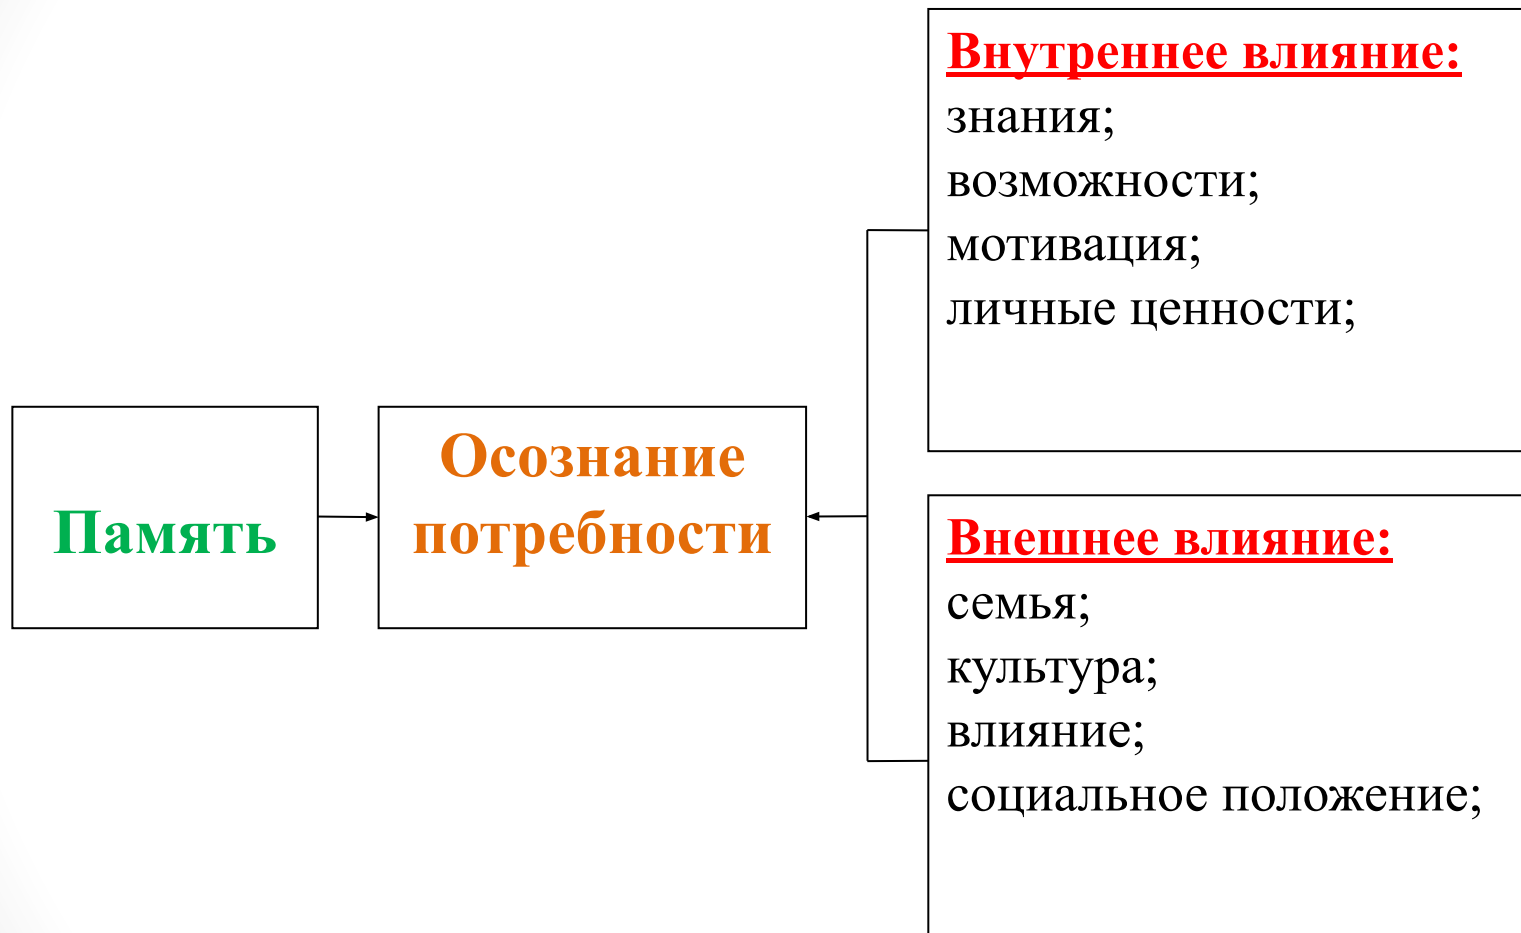 Внутреннее влияние:
знания;
возможности;
мотивация;
личные ценности;
Память
Осознание
потребности
Внешнее влияние:
семья;
культура;
влияние;
социальное положение;